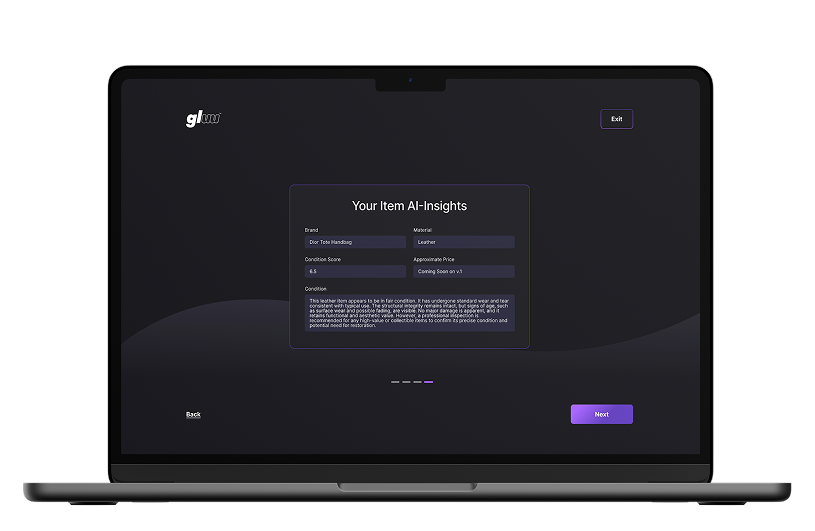 gluu
Exit
Your Item AI-Insights
Brand
Material
Dior Tote Handbag
Leather
Condition Score
Approximate Price
6.5
Coming Soon on v.1
Condition
This leather item appears to be in fair condition. It has undergone standard wear and tear
consistent with typical use. The structural integrity remains intact, but signs of age, such
as surface wear and possible fading, are visible. No major damage is apparent, and it
retains functional and aesthetic value. However, a professional inspection is
recommended for any high-value or collectible items to confirm its precise condition and
potential need for restoration.
Back
Next